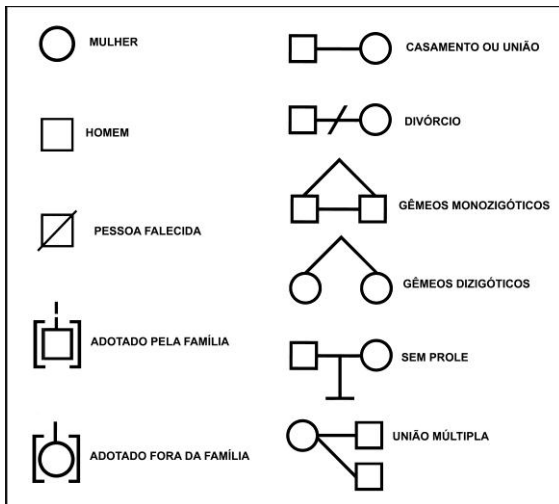 MULHER
HOMEM
PESSOA FALECIDA
ADOTADO PELA FAMÍLIA
ADOTADO FORA DA FAMÍLIA
CASAMENTO OU UNIÃO
DIVÓRCIO
GÊMEOS MONOZIGÓTICOS
GÊMEOS DIZIGÓTICOS
SEM PROLE
UNIÃO MÚLTIPLA